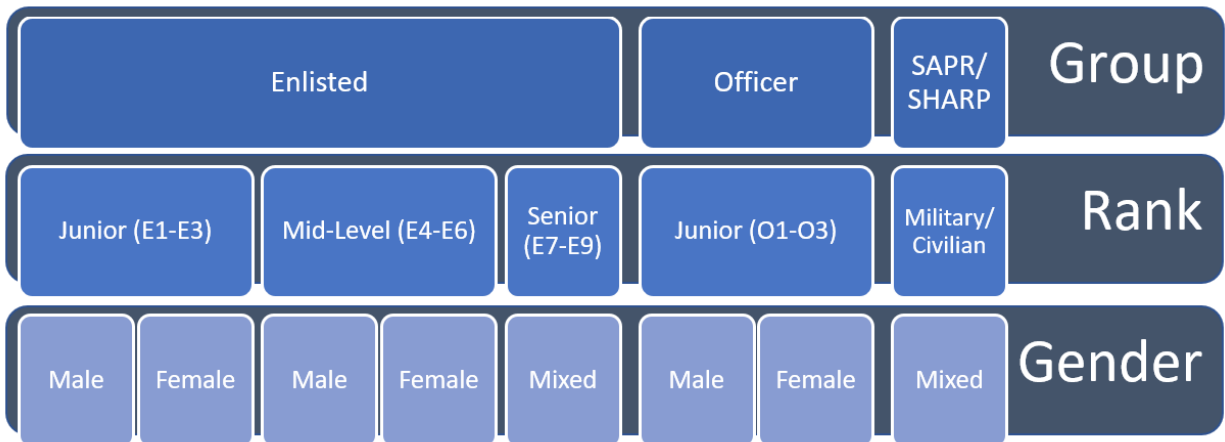 Enlisted
Officer
SAPR/
SHARP
Group
Junior (E1-E3)
Mid-Level (E4-E6)
Senior
(E7-E9)
Junior (O1-O3)
Military/
Civilian
Rank
Male
Female
Male
Female
Mixed
Male
Female
Mixed
Gender